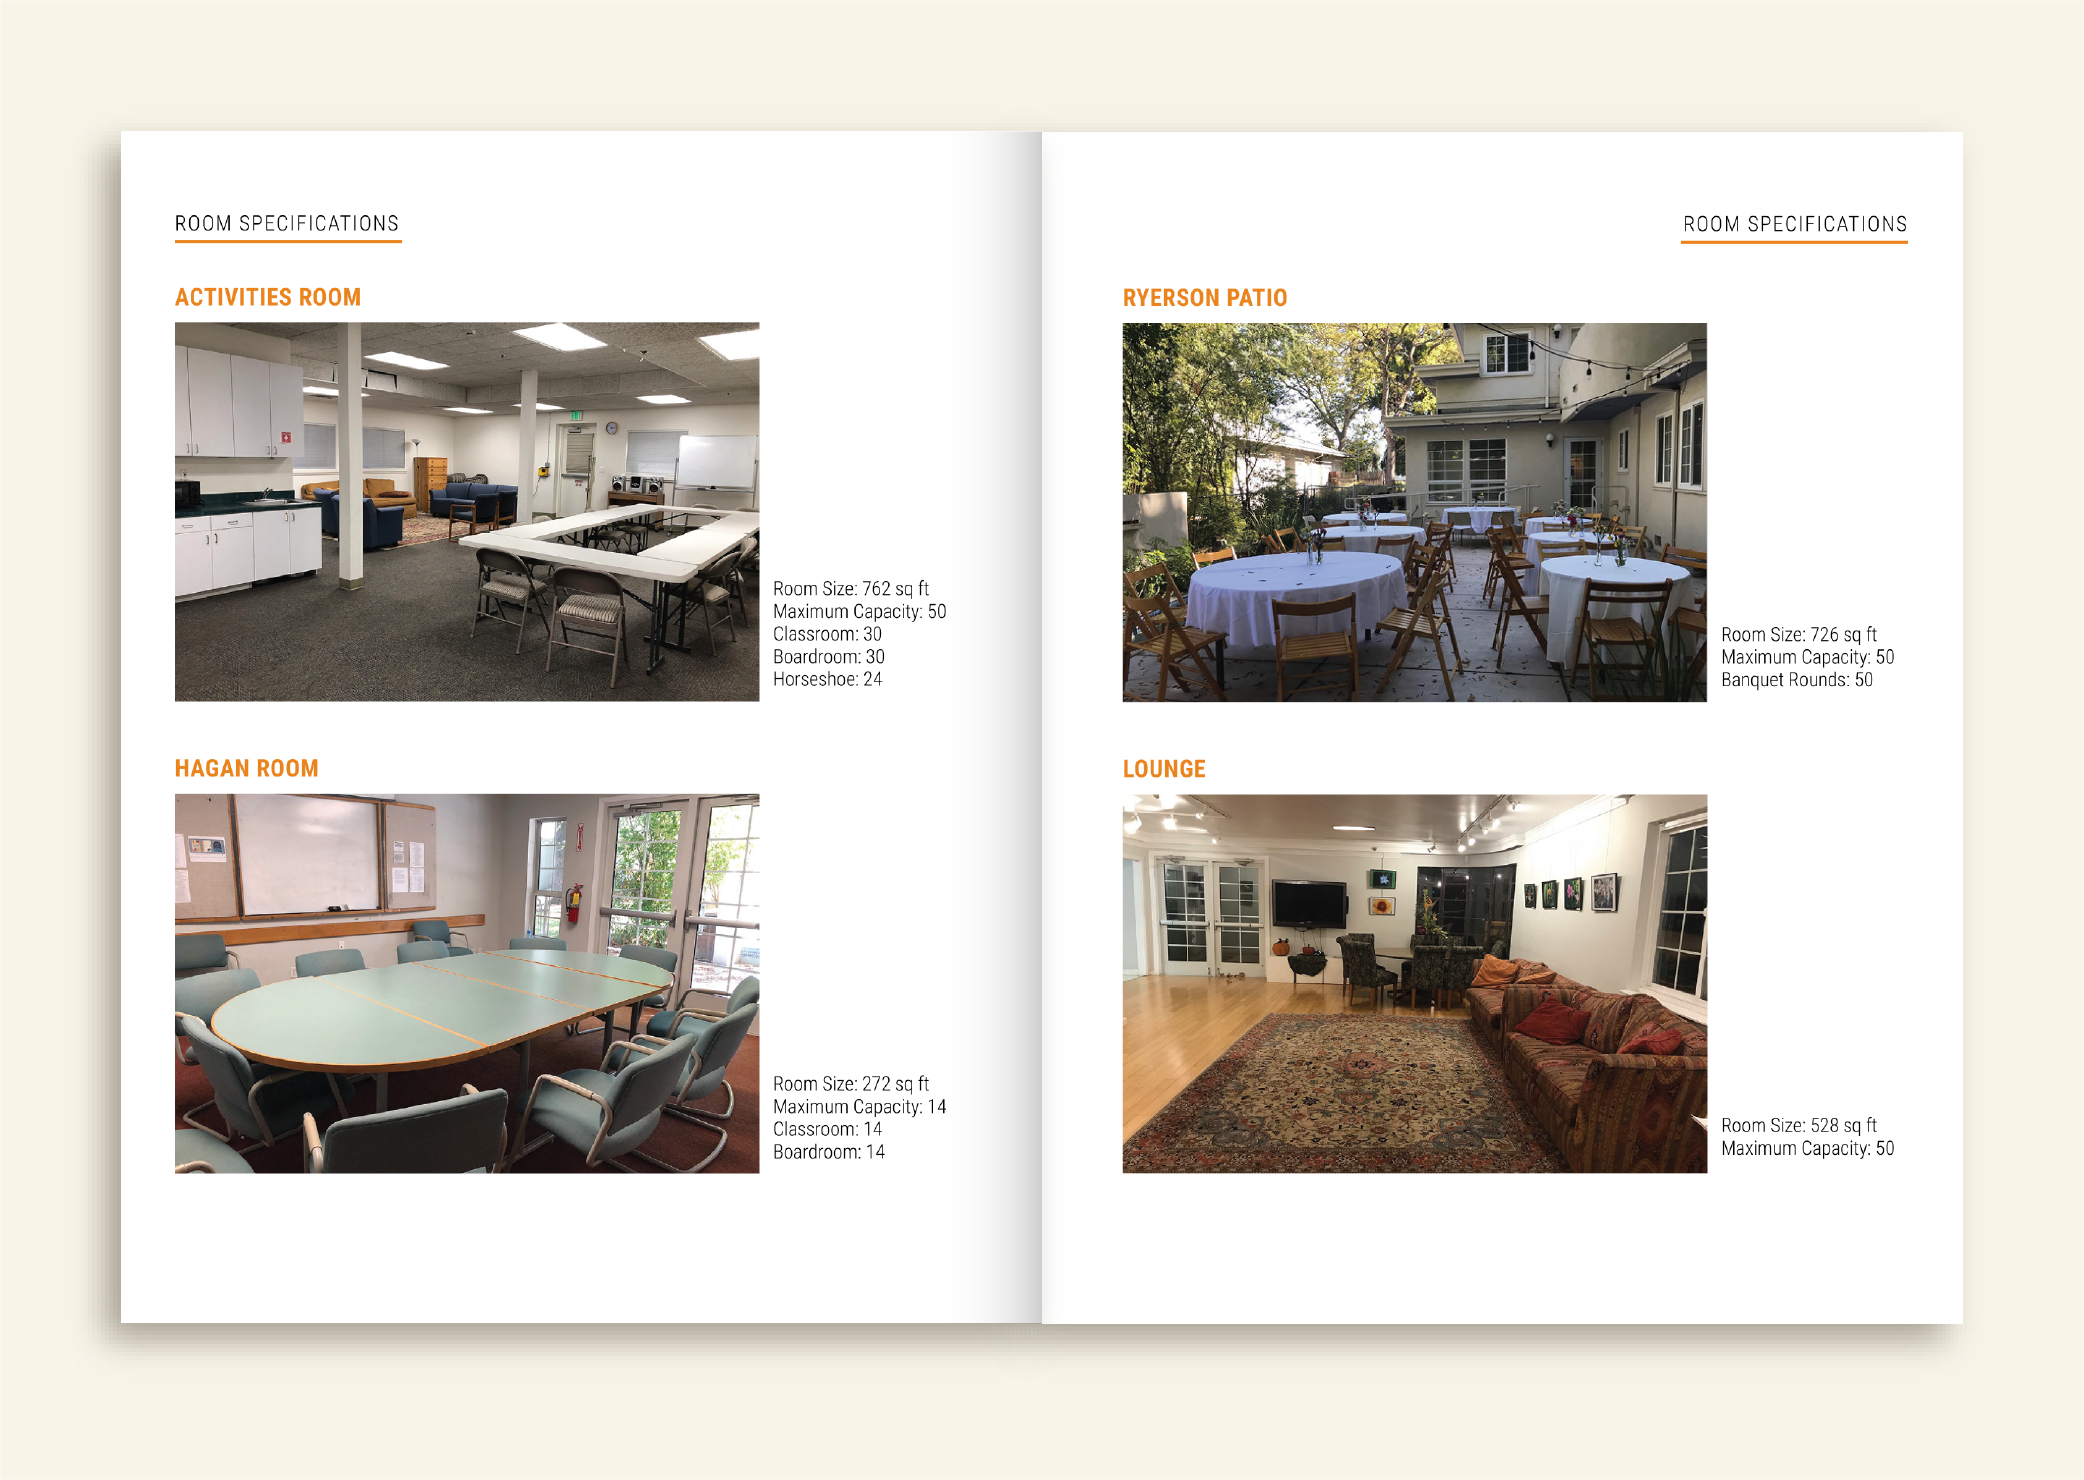 ROOM SPECIFICATIONS
ACTIVITIES ROOM
Room Size: 762 sq ft
Maximum Capacity: 50
Classroom: 30
Boardroom: 30
Horseshoe: 24
HAGAN ROOM
Room Size: 272 sq ft
Maximum Capacity: 14
Classroom: 14
Boardroom: 14
ROOM SPECIFICATIONS
RYERSON PATIO
Room Size: 726 sq ft
Maximum Capacity: 50
Banquet Rounds: 50
LOUNGE
Room Size: 528 sq ft
Maximum Capacity: 50